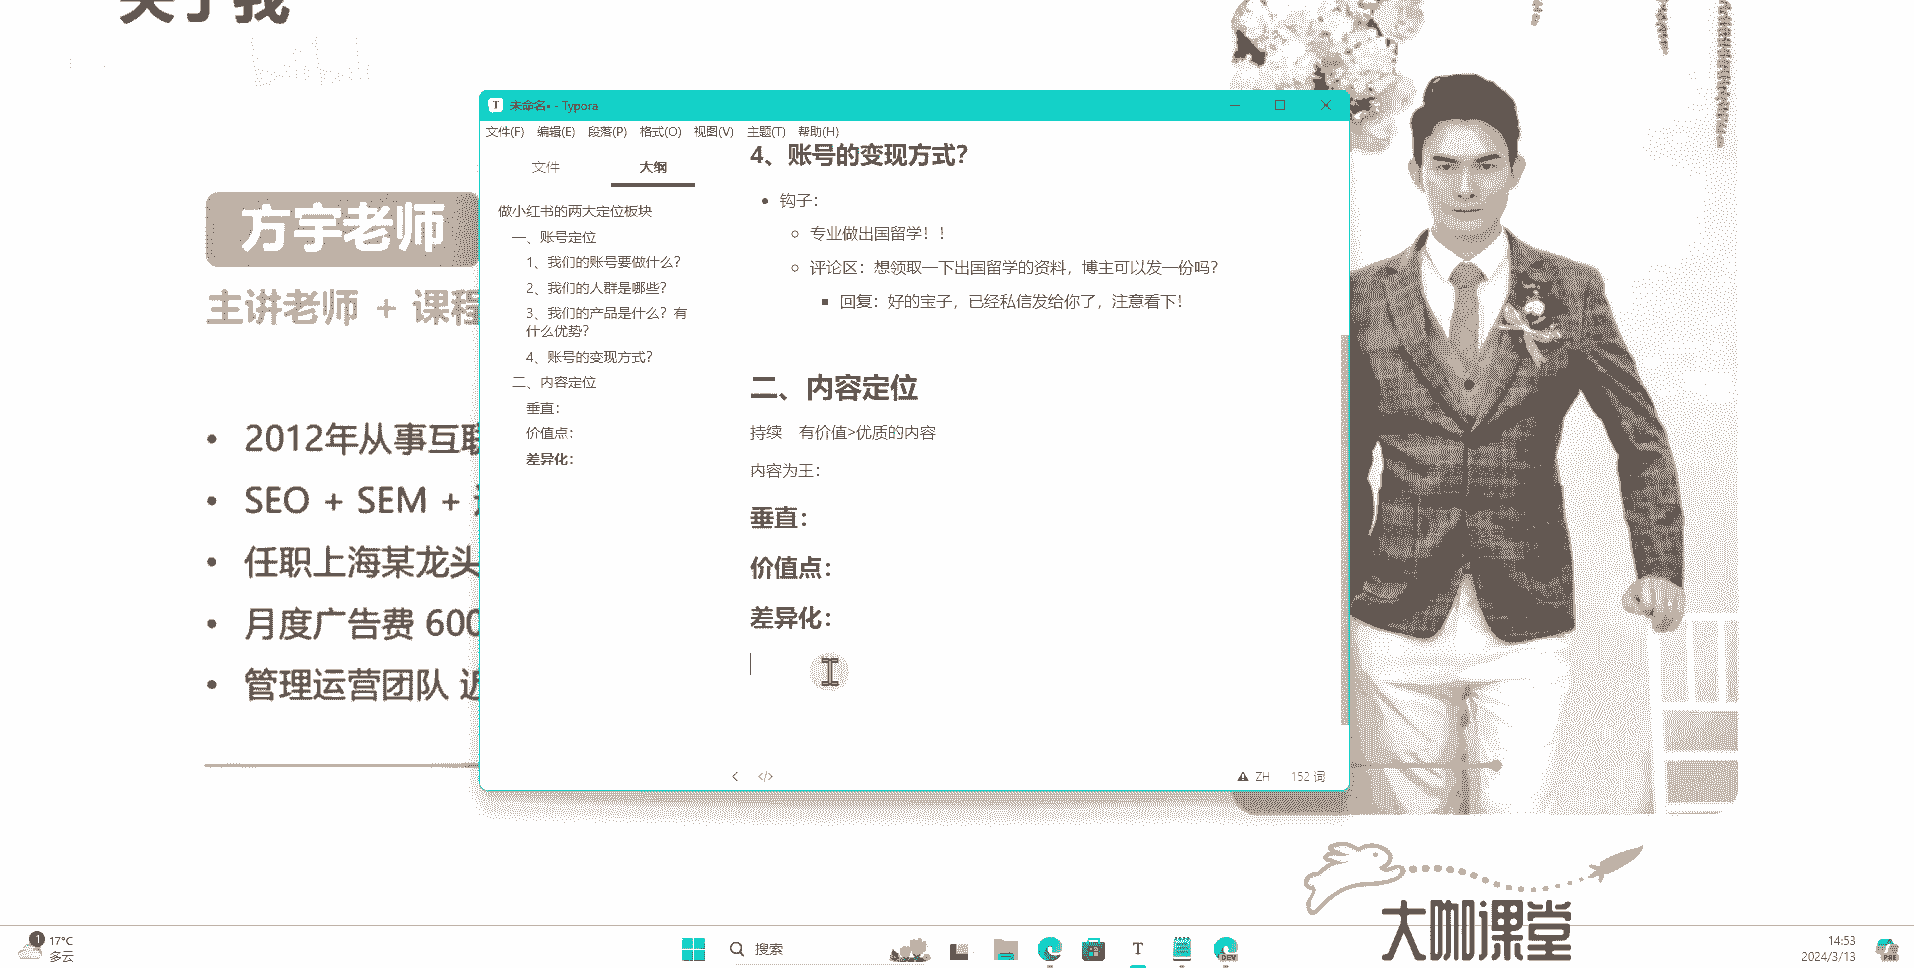 关于我
bilibili
方宇老师
主讲老师 + 课程
• 2012年从事互联
• SEO + SEM +
• 任职上海某龙头
• 月度广告费 600
• 管理运营团队 近
未命名• - Typora
文件(F) 编辑(E) 段落(P) 格式(O) 视图(V) 主题(T) 帮助(H)
文件 大纲
做小红书的两大定位板块
一、账号定位
1、我们的账号要做什么？
2、我们的人群是哪些？
3、我们的产品是什么？有
什么优势？
4、账号的变现方式？
二、内容定位
垂直：
价值点：
差异化：
4、账号的变现方式？
• 钩子：
○ 专业做出国留学！！
○ 评论区：想领取一下出国留学的资料，博主可以发一份吗？
▪ 回复：好的宝子，已经私信发给你了，注意看下！
二、内容定位
持续 有价值>优质的内容
内容为王：
垂直：
价值点：
差异化：
</> ZH 152 词
大咖课堂
1 17°C
多云
搜索
T
DEV
14:53
2024/3/13
PRE